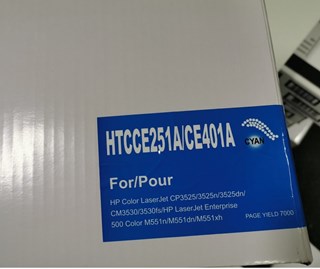 HTCCE251A/CE401A
CYAN
For/Pour
HP Color LaserJet CP3525/3525n/3525dn/
CM3530/3530fs/HP LaserJet Enterprise
500 Color M551n/M551dn/M551xh
PAGE YIELD 7000